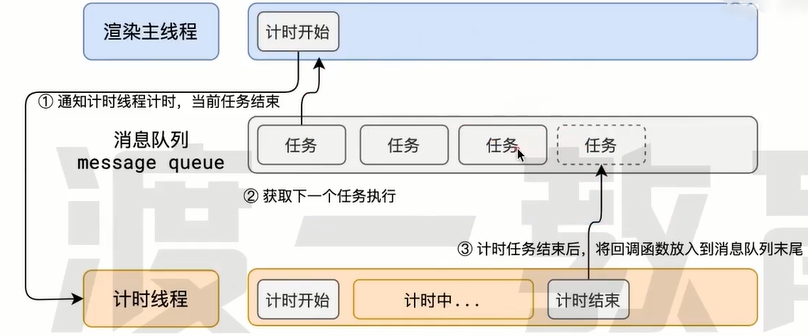 渲染主线程
计时开始
① 通知计时线程计时，当前任务结束
消息队列
message queue
任务
任务
任务
任务
② 获取下一个任务执行
③ 计时任务结束后，将回调函数放入到消息队列末尾
计时线程
计时开始
计时中...
计时结束
渡一教育